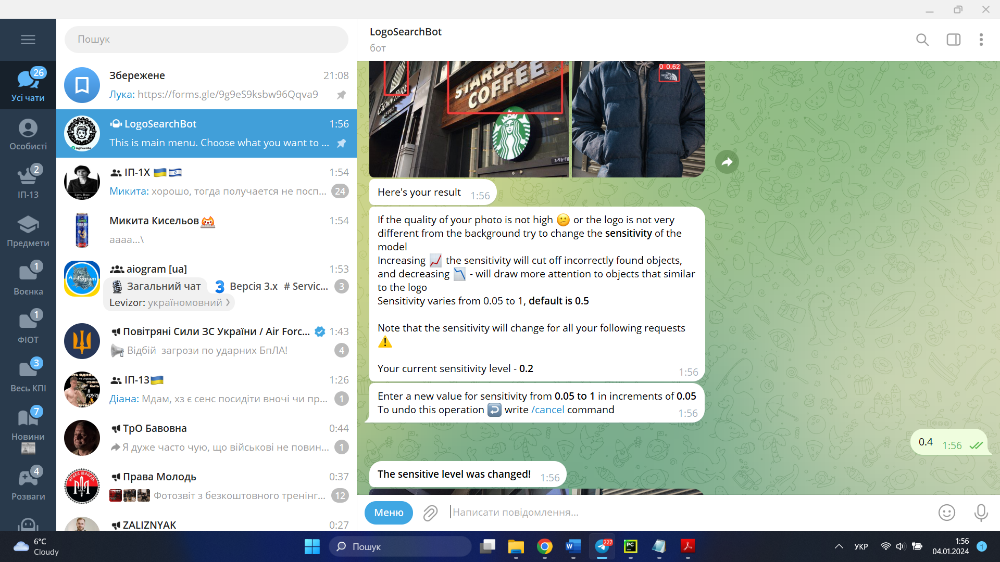 Пошук
26
Усі чати
Особисті
2
ІП-13
Предмети
1
Воєнка
1
ФІОТ
3
Весь КПІ
7
Новини
4
Розваги
Збережене
21:08
Лука: https://forms.gle/9g9eS9ksbw96Qqva9
LogoSearchBot
1:56
This is main menu. Choose what you want to ...
ІП-1Х
1:54
Микита: хорошо, тогда получается не посп...
24
Микита Кисельов
1:54
аааа...\
aiogram [ua]
1:53
Загальний чат
3 Версія 3.x # Servic...
3
Levizor: україномовний
Повітряні Сили ЗС України / Air Forc...
1:43
Відбій загрози по ударних БпЛА!
4
ІП-13
1:26
Діана: Мдам, хз є сенс посидіти вночі чи пр...
1
ТрО Бавовна
0:44
Я дуже часто чую, що військові не повин...
1
Права Молодь
0:37
Фотозвіт з безкоштовного тренінг...
12
ZALIZNYAK
0:27
LogoSearchBot
бот
CROWN PARK
SEOUL
STARBU
COFFEE
0 0.62
THE NORTH FACE
Here's your result
1:56
If the quality of your photo is not high 😕 or the logo is not very
different from the background try to change the sensitivity of the
model
Increasing 📈 the sensitivity will cut off incorrectly found objects,
and decreasing 📉 - will draw more attention to objects that similar
to the logo
Sensitivity varies from 0.05 to 1, default is 0.5
Note that the sensitivity will change for all your following requests
⚠️
Your current sensitivity level - 0.2
1:56
Enter a new value for sensitivity from 0.05 to 1 in increments of 0.05
To undo this operation ↩️ write /cancel command
1:56
0.4
1:56
The sensitive level was changed!
1:56
Меню
Написати повідомлення...
6°C
Cloudy
Пошук
227
PC
УКР
1:56
04.01.2024
1